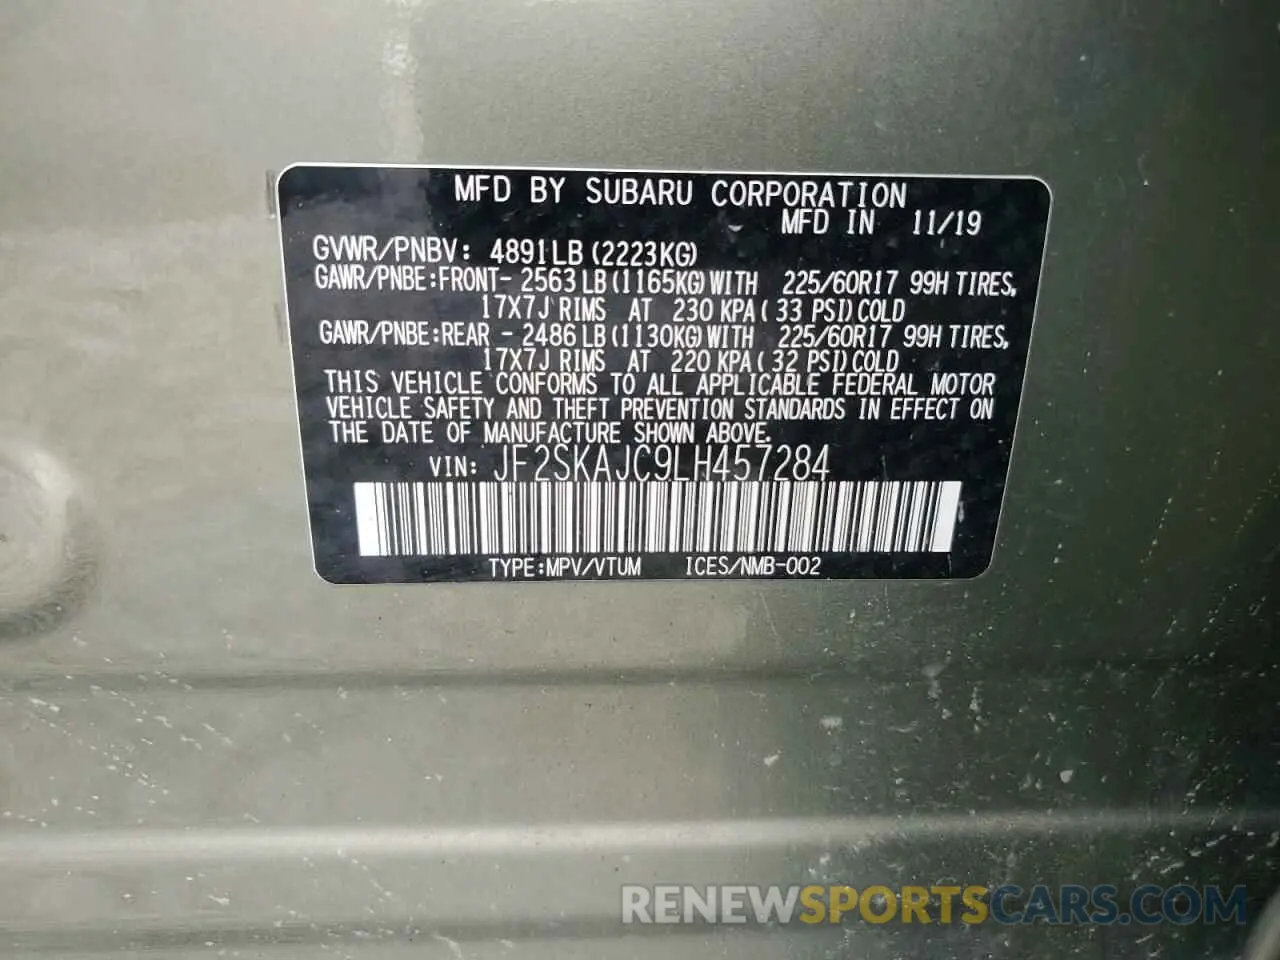 MFD BY SUBARU CORPORATION
MFD IN 11/19
GVWR/PNBV: 4891LB (2223KG)
GAWR/PNBE:FRONT- 2563 LB (1165KG) WITH 225/60R17 99H TIRES,
17X7J RIMS AT 230 KPA ( 33 PSI) COLD
GAWR/PNBE:REAR - 2486 LB (1130KG) WITH 225/60R17 99H TIRES,
17X7J RIMS AT 220 KPA ( 32 PSI) COLD
THIS VEHICLE CONFORMS TO ALL APPLICABLE FEDERAL MOTOR
VEHICLE SAFETY AND THEFT PREVENTION STANDARDS IN EFFECT ON
THE DATE OF MANUFACTURE SHOWN ABOVE.
VIN: JF2SKAJC9LH457284
TYPE:MPV/VTUM ICES/NMB-002
RENEWSPORTSCARS.COM